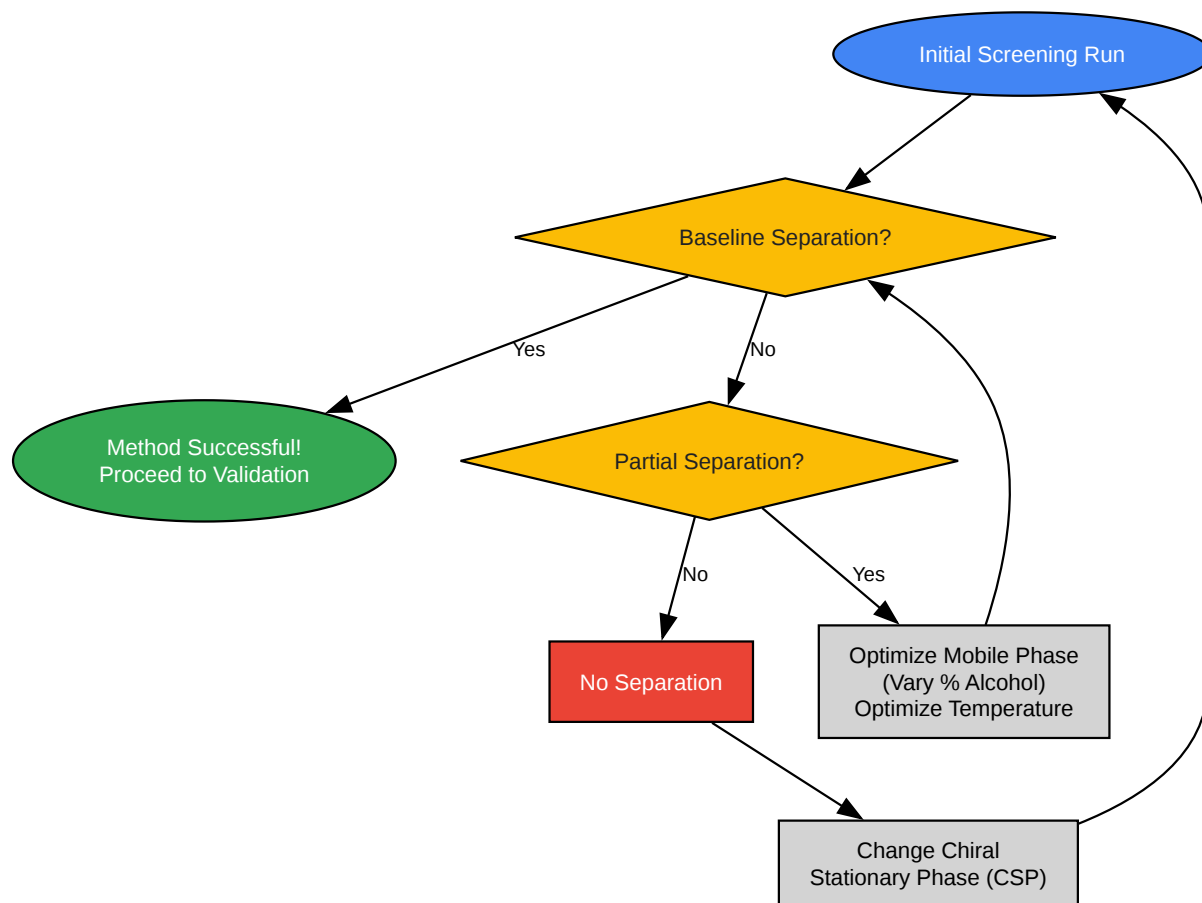 Initial Screening Run
Baseline Separation?
Yes
No
Method Successful!
Proceed to Validation
Partial Separation?
No
Yes
No Separation
Optimize Mobile Phase
(Vary % Alcohol)
Optimize Temperature
Change Chiral
Stationary Phase (CSP)